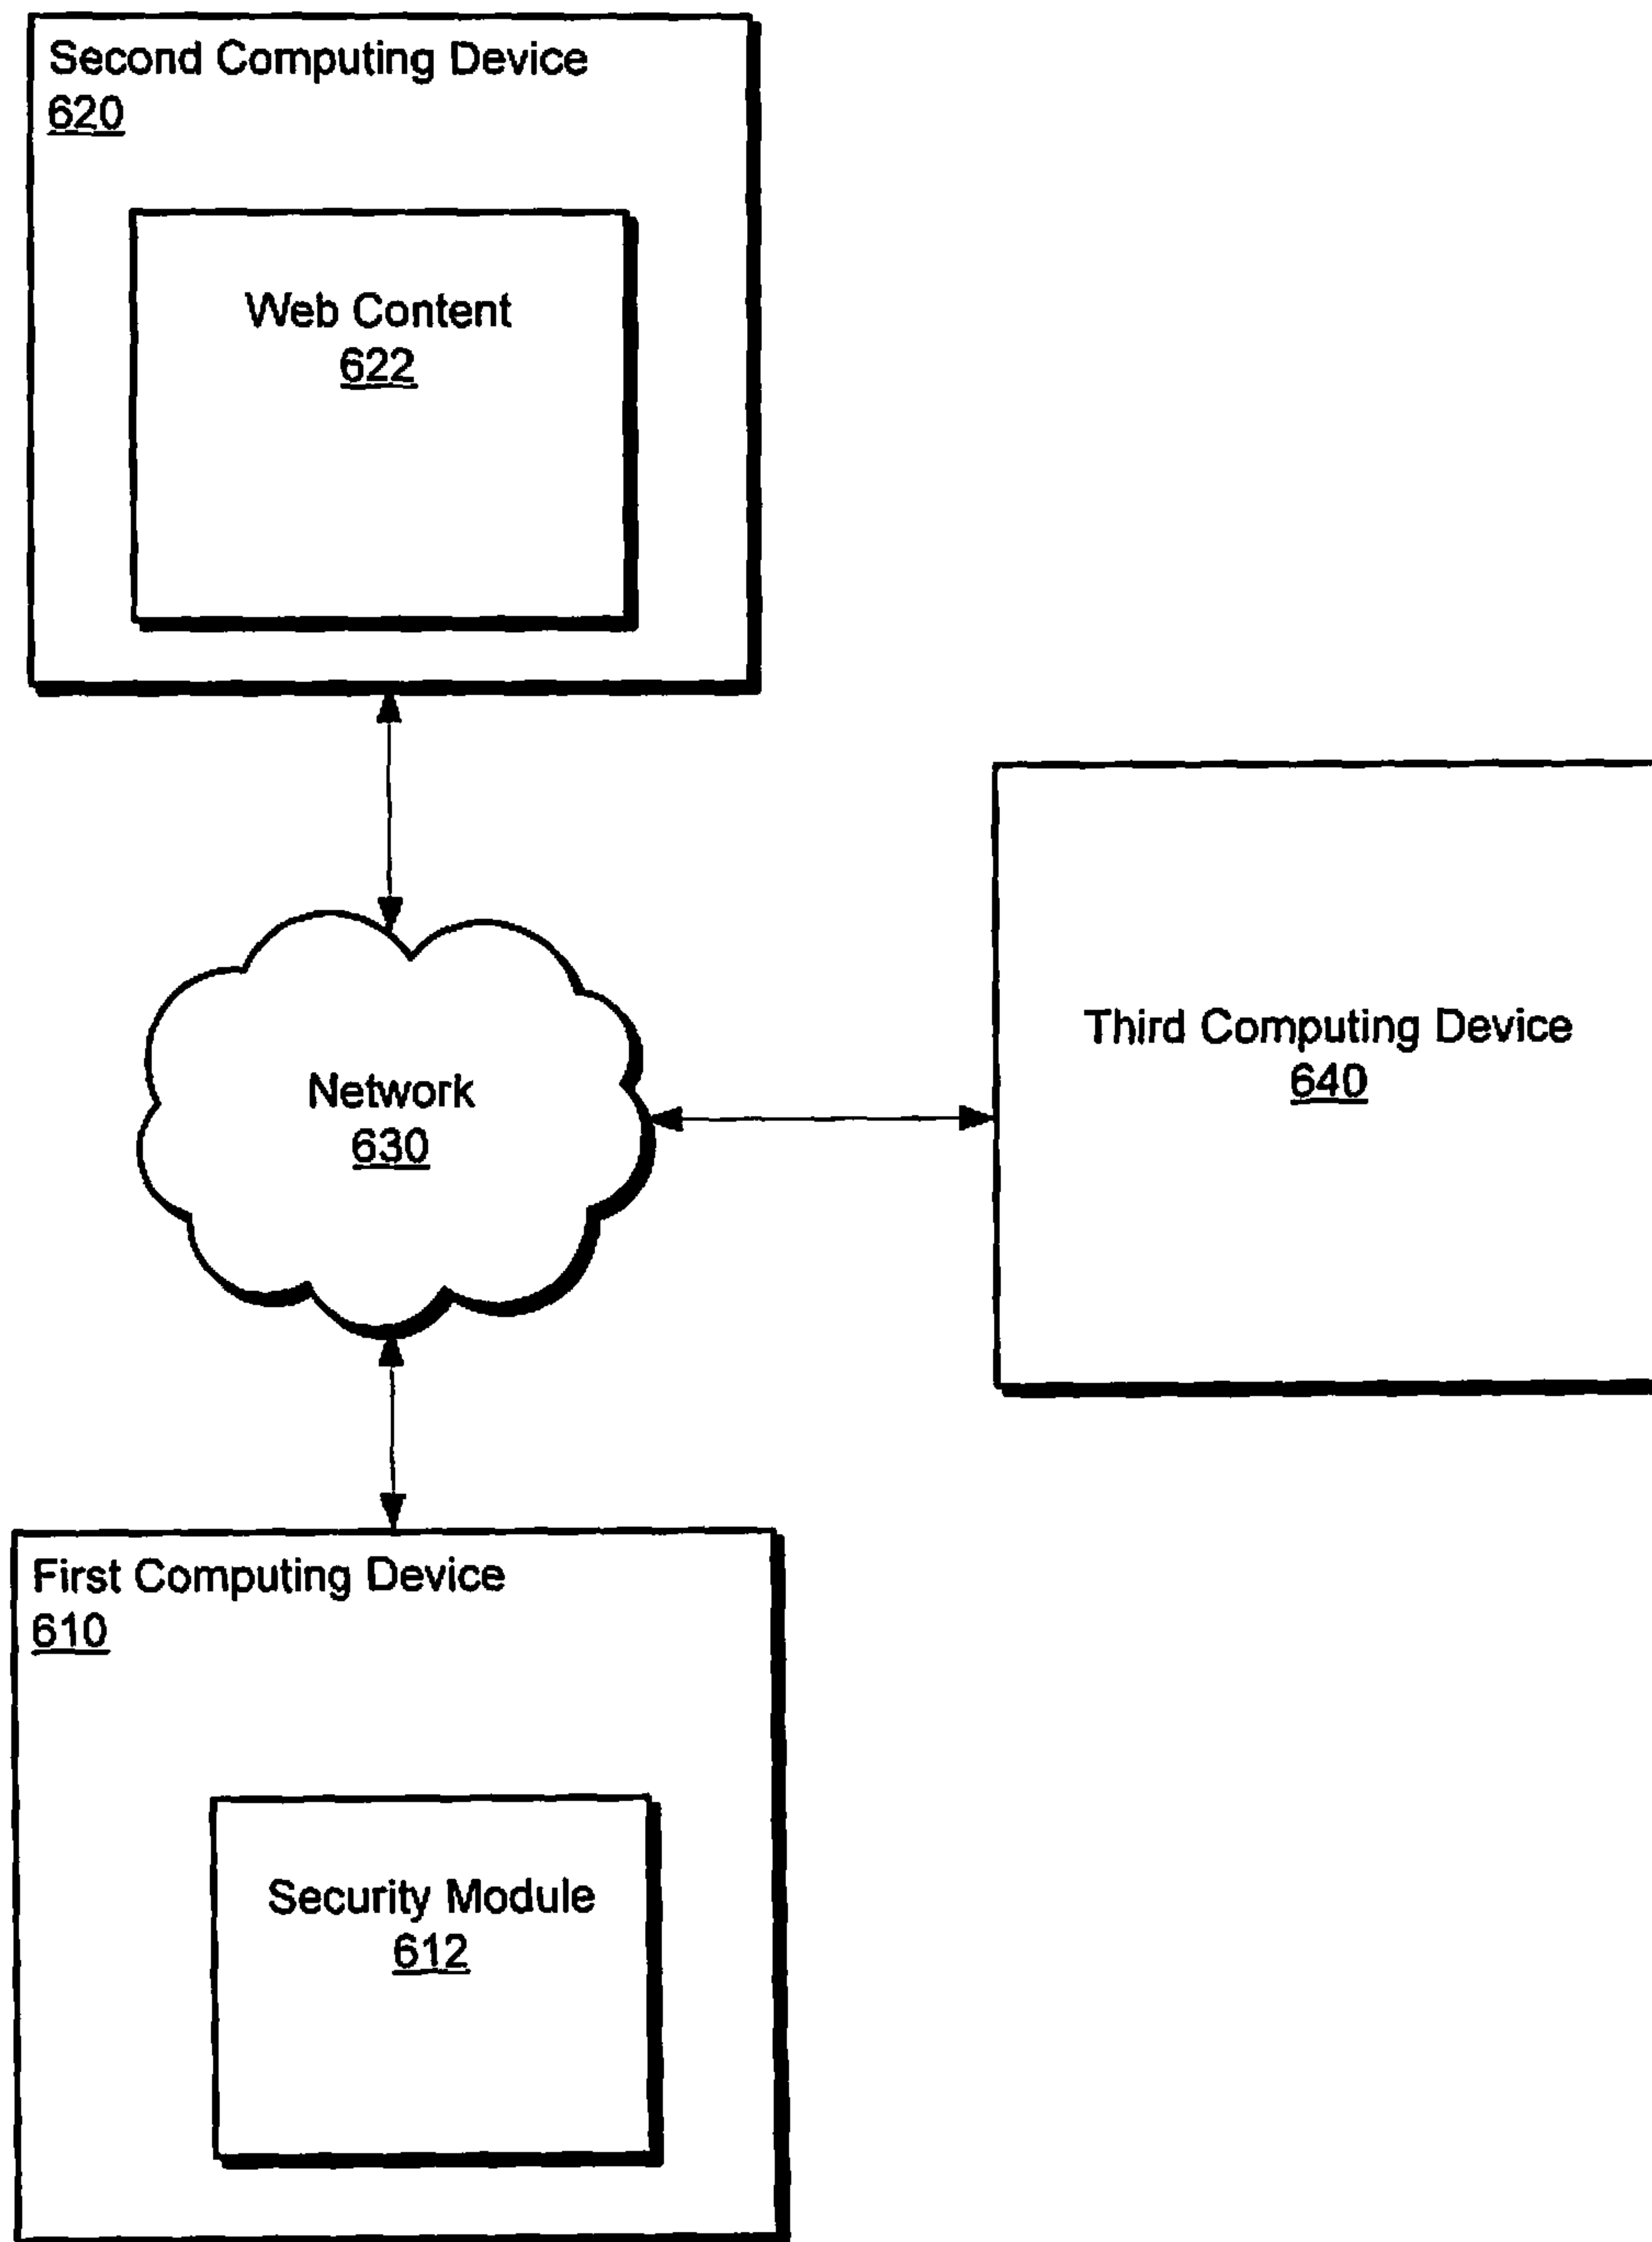 Second Computing Device
620
Web Content
622
Third Computing Device
640
Network
630
First Computing Device
610
Security Module
612